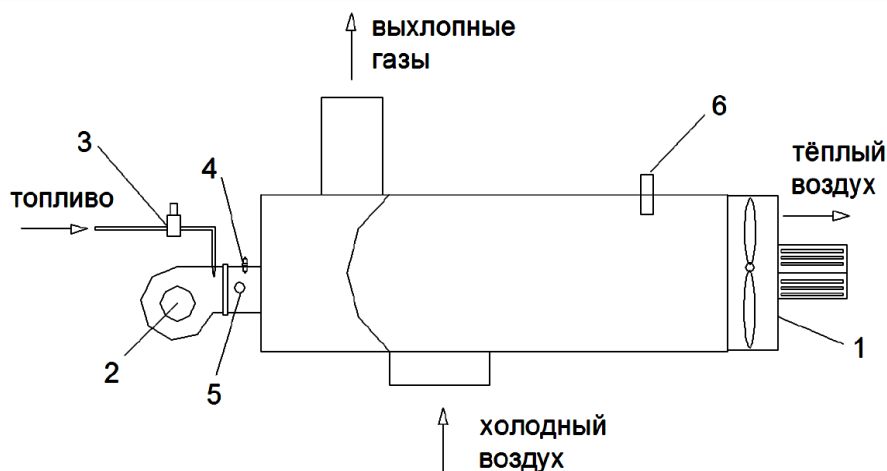 выхлопные
газы
6
3
4
тёплый
воздух
топливо
2
5
1
холодный
воздух